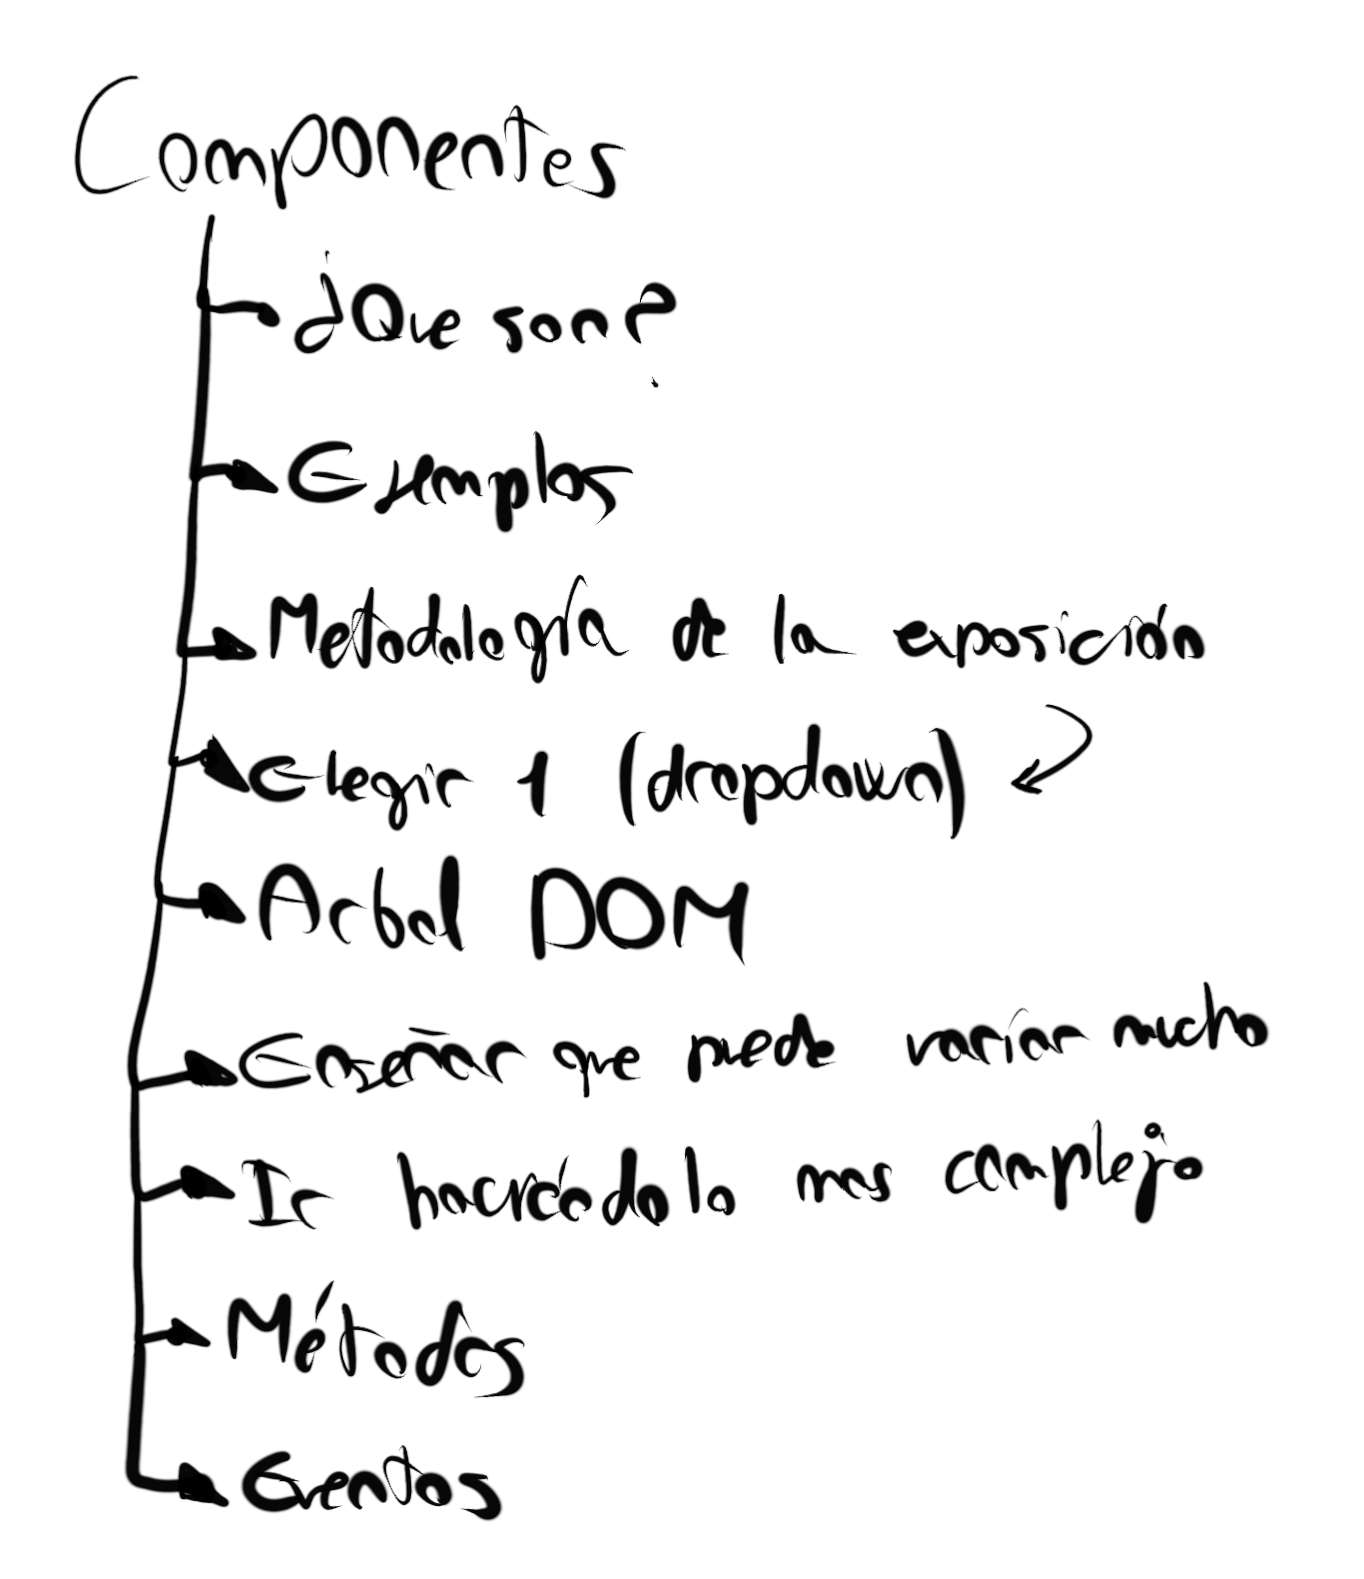 Componentes
¿Que son?
Ejemplos
Metodología de la exposición
Elegir 1 (dropdown)
Arbol DOM
Enseñar que puede variar mucho
Ir haciéndolo mas complejo
Métodos
Eventos